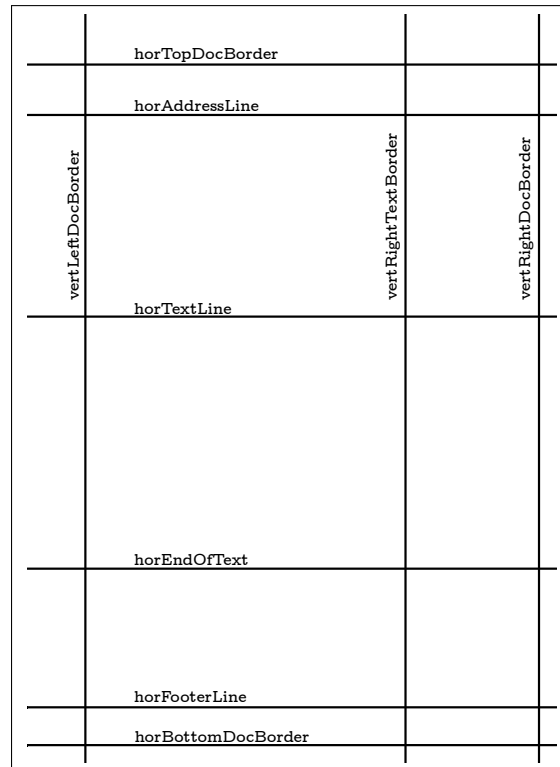 horTopDocBorder
horAddressLine
vertLeftDocBorder
vertRightTextBorder
vertRightDocBorder
horTextLine
horEndOfText
horFooterLine
horBottomDocBorder